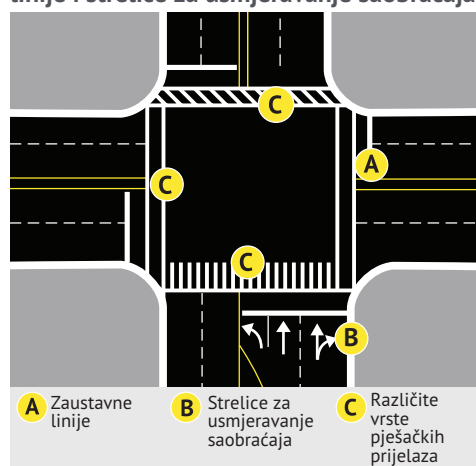 linije i strelice za usmjeravanje saobraćaja
C
A
C
C
B
A Zaustavne
linije
B Strelice za
usmjeravanje
saobraćaja
C Različite
vrste
pješačkih
prijelaza